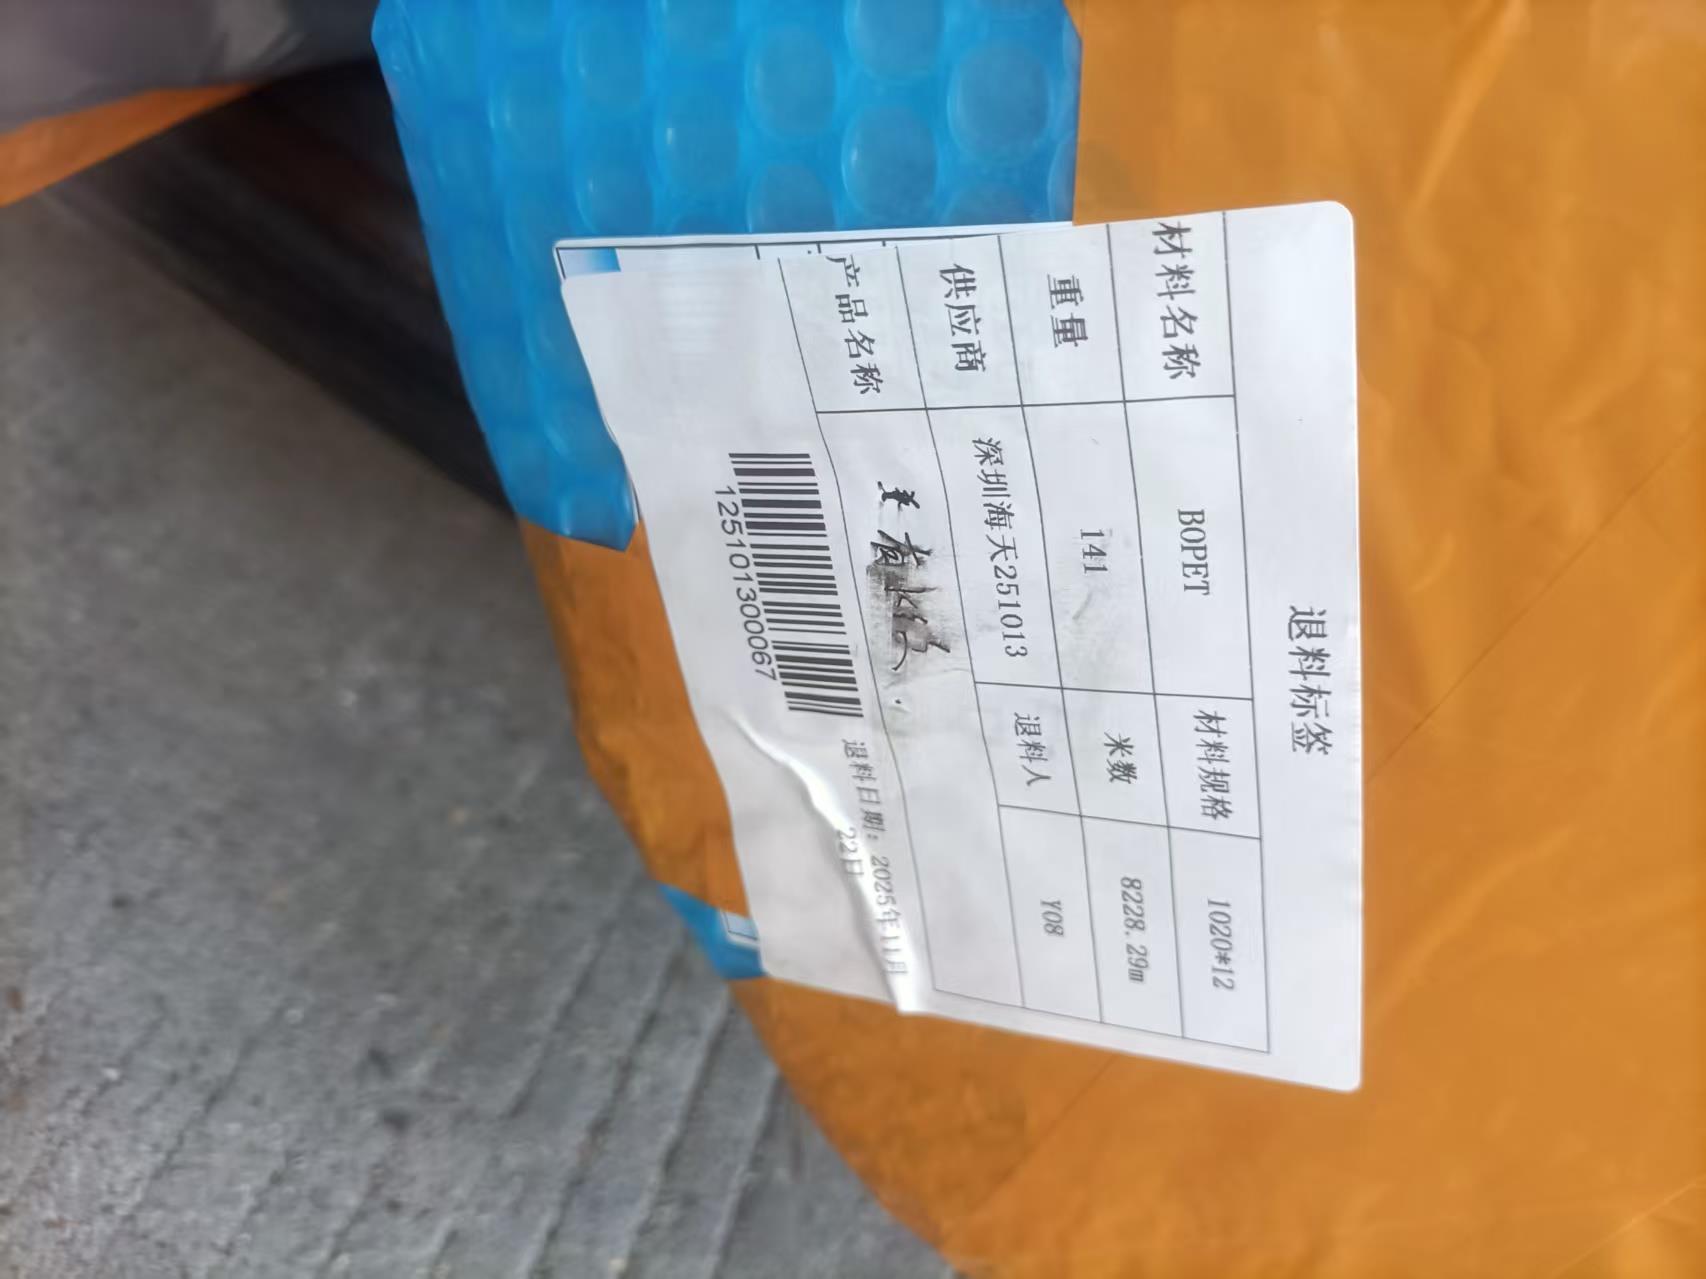 退料标签
材料名称 BOPET 材料规格 1020*12
重量 141 米数 8228.29m
供应商 深圳海天251013 退料人 Y08
产品名称
退料日期: 2025年11月
22日
1251013000067